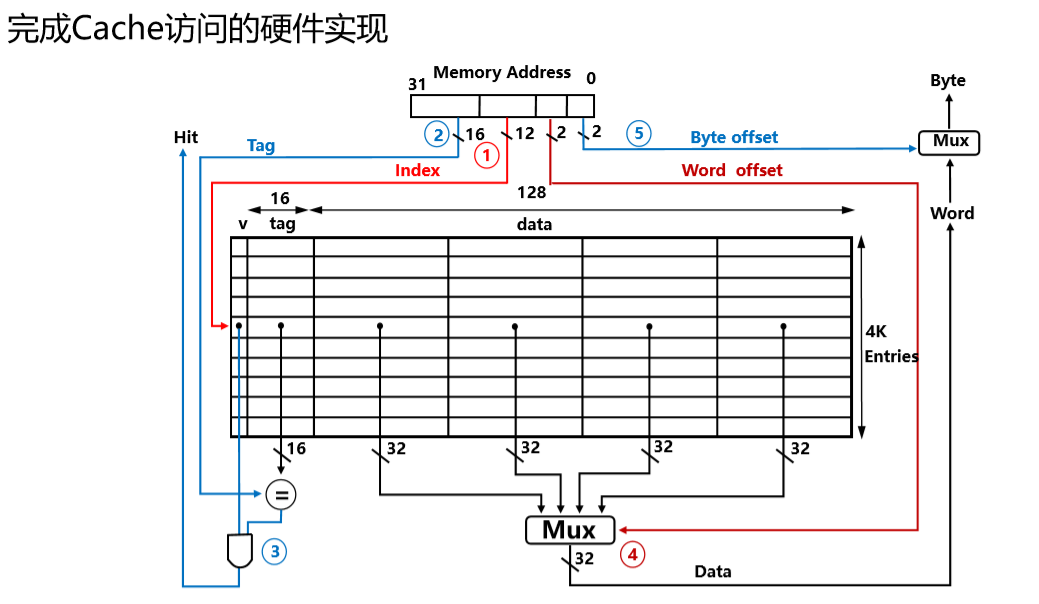 完成Cache访问的硬件实现
Memory Address
31
0
Byte
Hit
② 16 ① 12 2 2 ⑤
Tag
Byte offset
Mux
Index
Word offset
16
128
v tag
data
Word
4K
Entries
16 32 32 32 32
=
Mux
③
④
32
Data